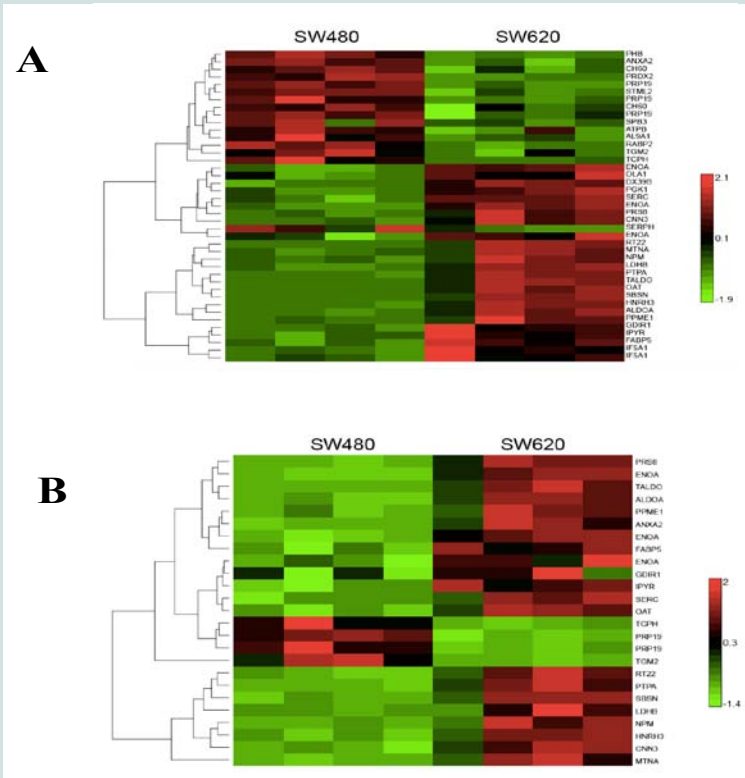 A
SW480 SW620
PHB
ANXA2
CH60
PRDX2
PRP19
STML2
PRP19
CH60
PRP19
SPB3
ATPB
AL9A1
RABP2
TGM2
TCPH
ENOA
DLA1
DX39B
PGK1
SERC
ENOA
PRS8
CNN3
SERPH
ENOA
RT22
MTNA
NPM
LDHB
PTPA
TALDO
OAT
SBSN
HNRH3
ALDOA
PPME1
GDIR1
IPYR
FABP5
IF5A1
IF5A1
2.1
0.1
-1.9
B
SW480 SW620
PRS8
ENOA
TALDO
ALDOA
PPME1
ANXA2
ENOA
FABP5
ENOA
GDIR1
IPYR
SERC
OAT
TCPH
PRP19
PRP19
TGM2
RT22
PTPA
SBSN
LDHB
NPM
HNRH3
CNN3
MTNA
2
0.3
-1.4